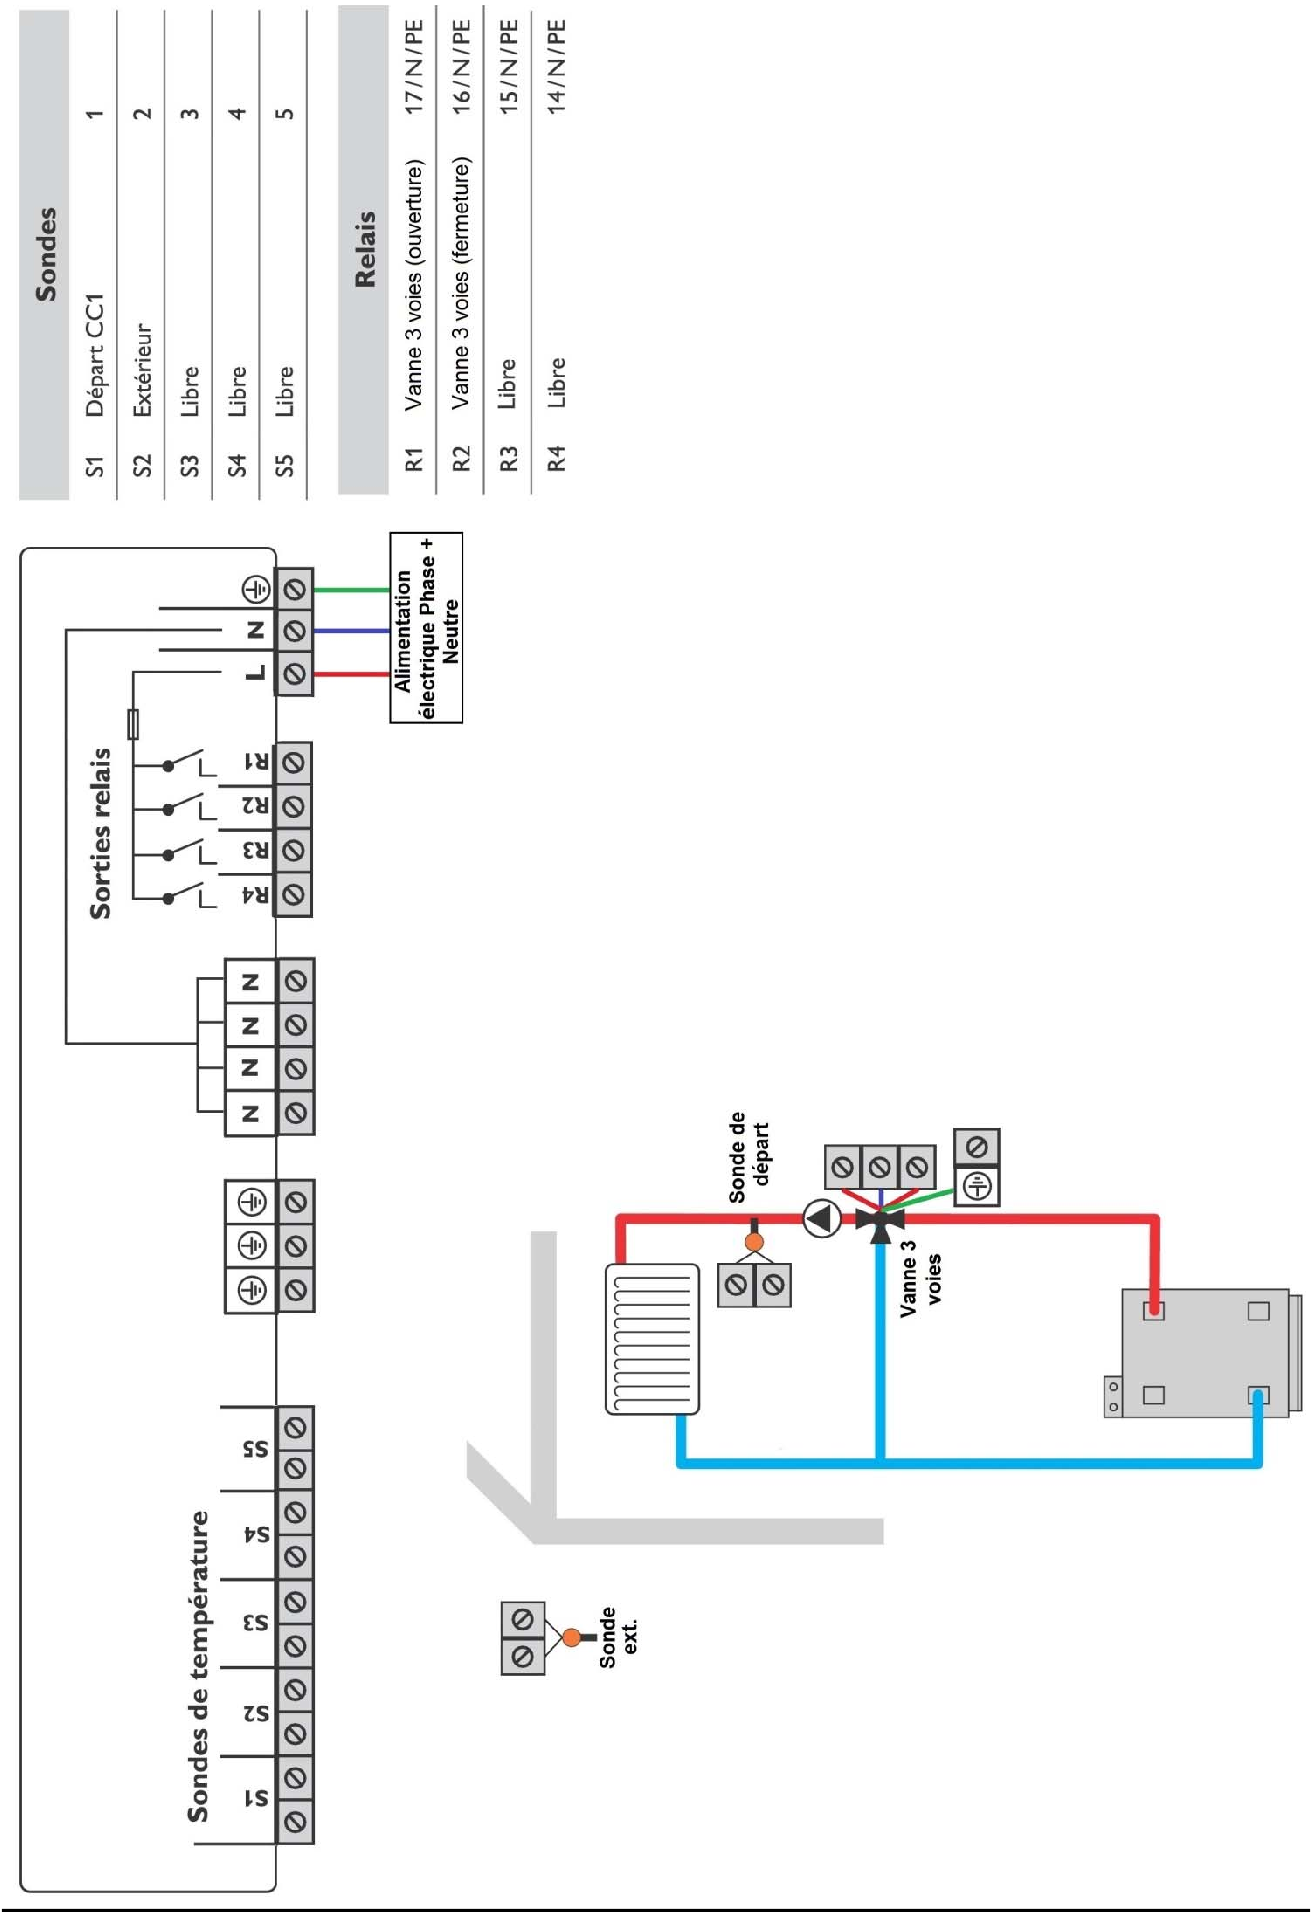 Sondes
S1 Départ CC1 1
S2 Extérieur 2
S3 Libre 3
S4 Libre 4
S5 Libre 5
Relais
R1 Vanne 3 voies (ouverture) 17/N/PE
R2 Vanne 3 voies (fermeture) 16/N/PE
R3 Libre 15/N/PE
R4 Libre 14/N/PE
Sondes de température
S1
S2
S3
S4
S5
N
N
N
N
Sorties relais
R4
R3
R2
R1
L
N
Alimentation
électrique Phase +
Neutre
Sonde
ext.
Sonde de
départ
Vanne 3
voies